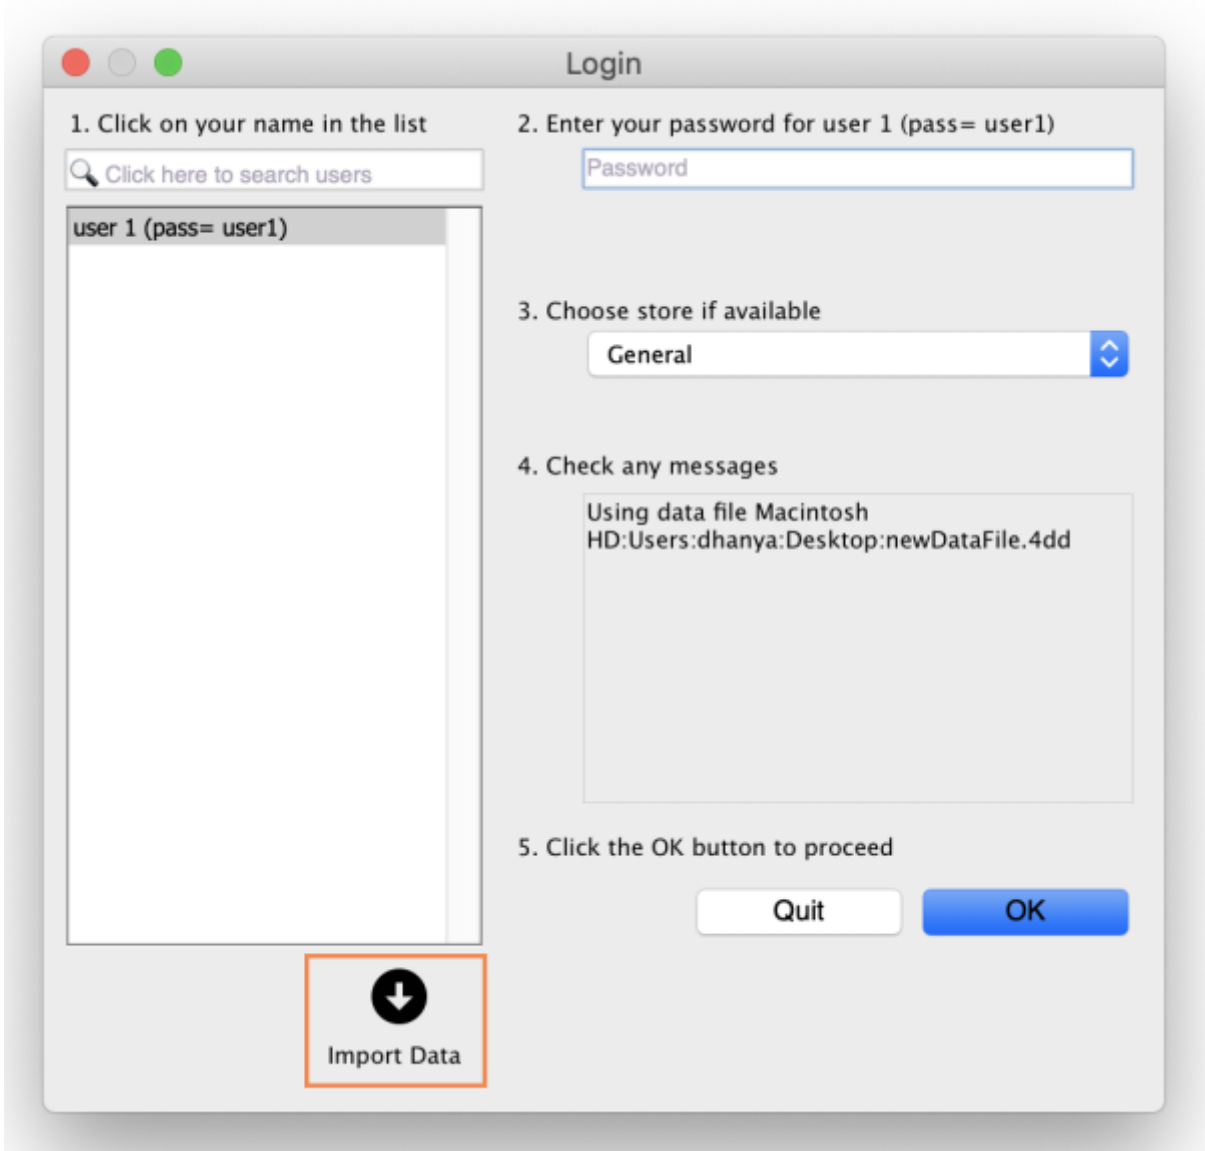 Login
1. Click on your name in the list
Click here to search users
user 1 (pass= user1)
Import Data
2. Enter your password for user 1 (pass= user1)
Password
3. Choose store if available
General
4. Check any messages
Using data file Macintosh
HD:Users:dhanya:Desktop:newDataFile.4dd
5. Click the OK button to proceed
Quit
OK